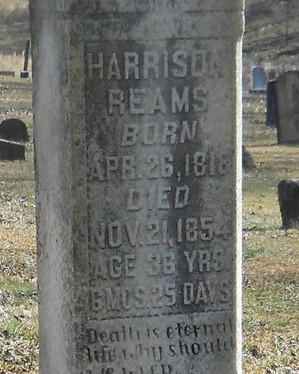 HARRISON
REAMS
BORN
APR. 26, 1818
DIED
NOV. 21, 1854
AGE 36 YRS
6 MOS. 25 DAYS
Death is eternal
life, why should